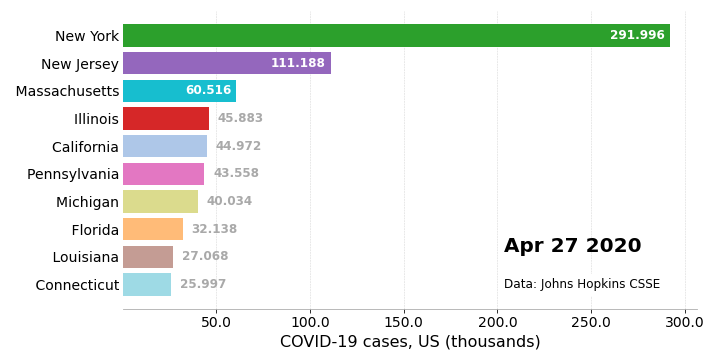 New York 291.996
New Jersey 111.188
Massachusetts 60.516
Illinois 45.883
California 44.972
Pennsylvania 43.558
Michigan 40.034
Florida 32.138
Louisiana 27.068
Connecticut 25.997
Apr 27 2020
Data: Johns Hopkins CSSE
50.0 100.0 150.0 200.0 250.0 300.0
COVID-19 cases, US (thousands)